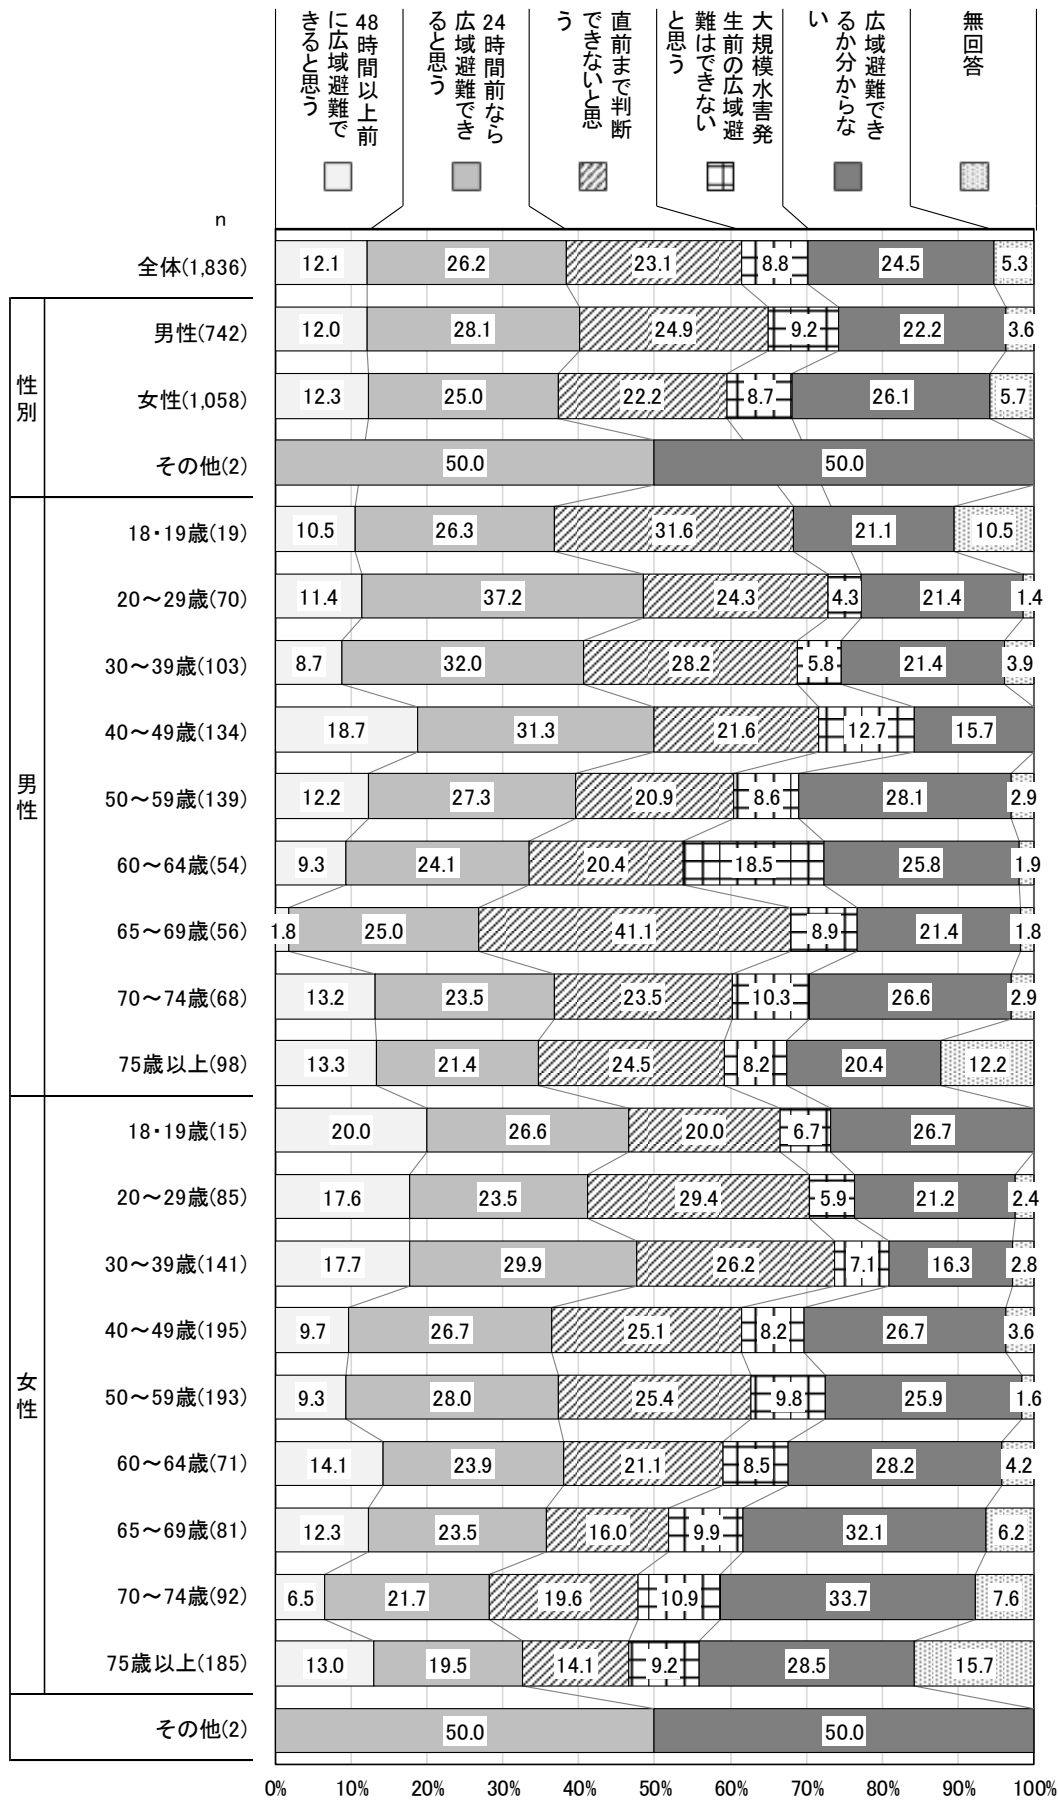 48時間以上前
に広域避難で
きると思う
24時間前なら
広域避難でき
ると思う
直前まで判断
できないと思
う
大規模水害発
生前の広域避
難はできない
と思う
広域避難でき
るか分からな
い
無回答
n
全体(1,836) 12.1 26.2 23.1 8.8 24.5 5.3
性別
男性(742) 12.0 28.1 24.9 9.2 22.2 3.6
女性(1,058) 12.3 25.0 22.2 8.7 26.1 5.7
その他(2) 50.0 50.0
男性
18・19歳(19) 10.5 26.3 31.6 21.1 10.5
20～29歳(70) 11.4 37.2 24.3 4.3 21.4 1.4
30～39歳(103) 8.7 32.0 28.2 5.8 21.4 3.9
40～49歳(134) 18.7 31.3 21.6 12.7 15.7
50～59歳(139) 12.2 27.3 20.9 8.6 28.1 2.9
60～64歳(54) 9.3 24.1 20.4 18.5 25.8 1.9
65～69歳(56) 1.8 25.0 41.1 8.9 21.4 1.8
70～74歳(68) 13.2 23.5 23.5 10.3 26.6 2.9
75歳以上(98) 13.3 21.4 24.5 8.2 20.4 12.2
女性
18・19歳(15) 20.0 26.6 20.0 6.7 26.7
20～29歳(85) 17.6 23.5 29.4 5.9 21.2 2.4
30～39歳(141) 17.7 29.9 26.2 7.1 16.3 2.8
40～49歳(195) 9.7 26.7 25.1 8.2 26.7 3.6
50～59歳(193) 9.3 28.0 25.4 9.8 25.9 1.6
60～64歳(71) 14.1 23.9 21.1 8.5 28.2 4.2
65～69歳(81) 12.3 23.5 16.0 9.9 32.1 6.2
70～74歳(92) 6.5 21.7 19.6 10.9 33.7 7.6
75歳以上(185) 13.0 19.5 14.1 9.2 28.5 15.7
その他(2) 50.0 50.0
0% 10% 20% 30% 40% 50% 60% 70% 80% 90% 100%